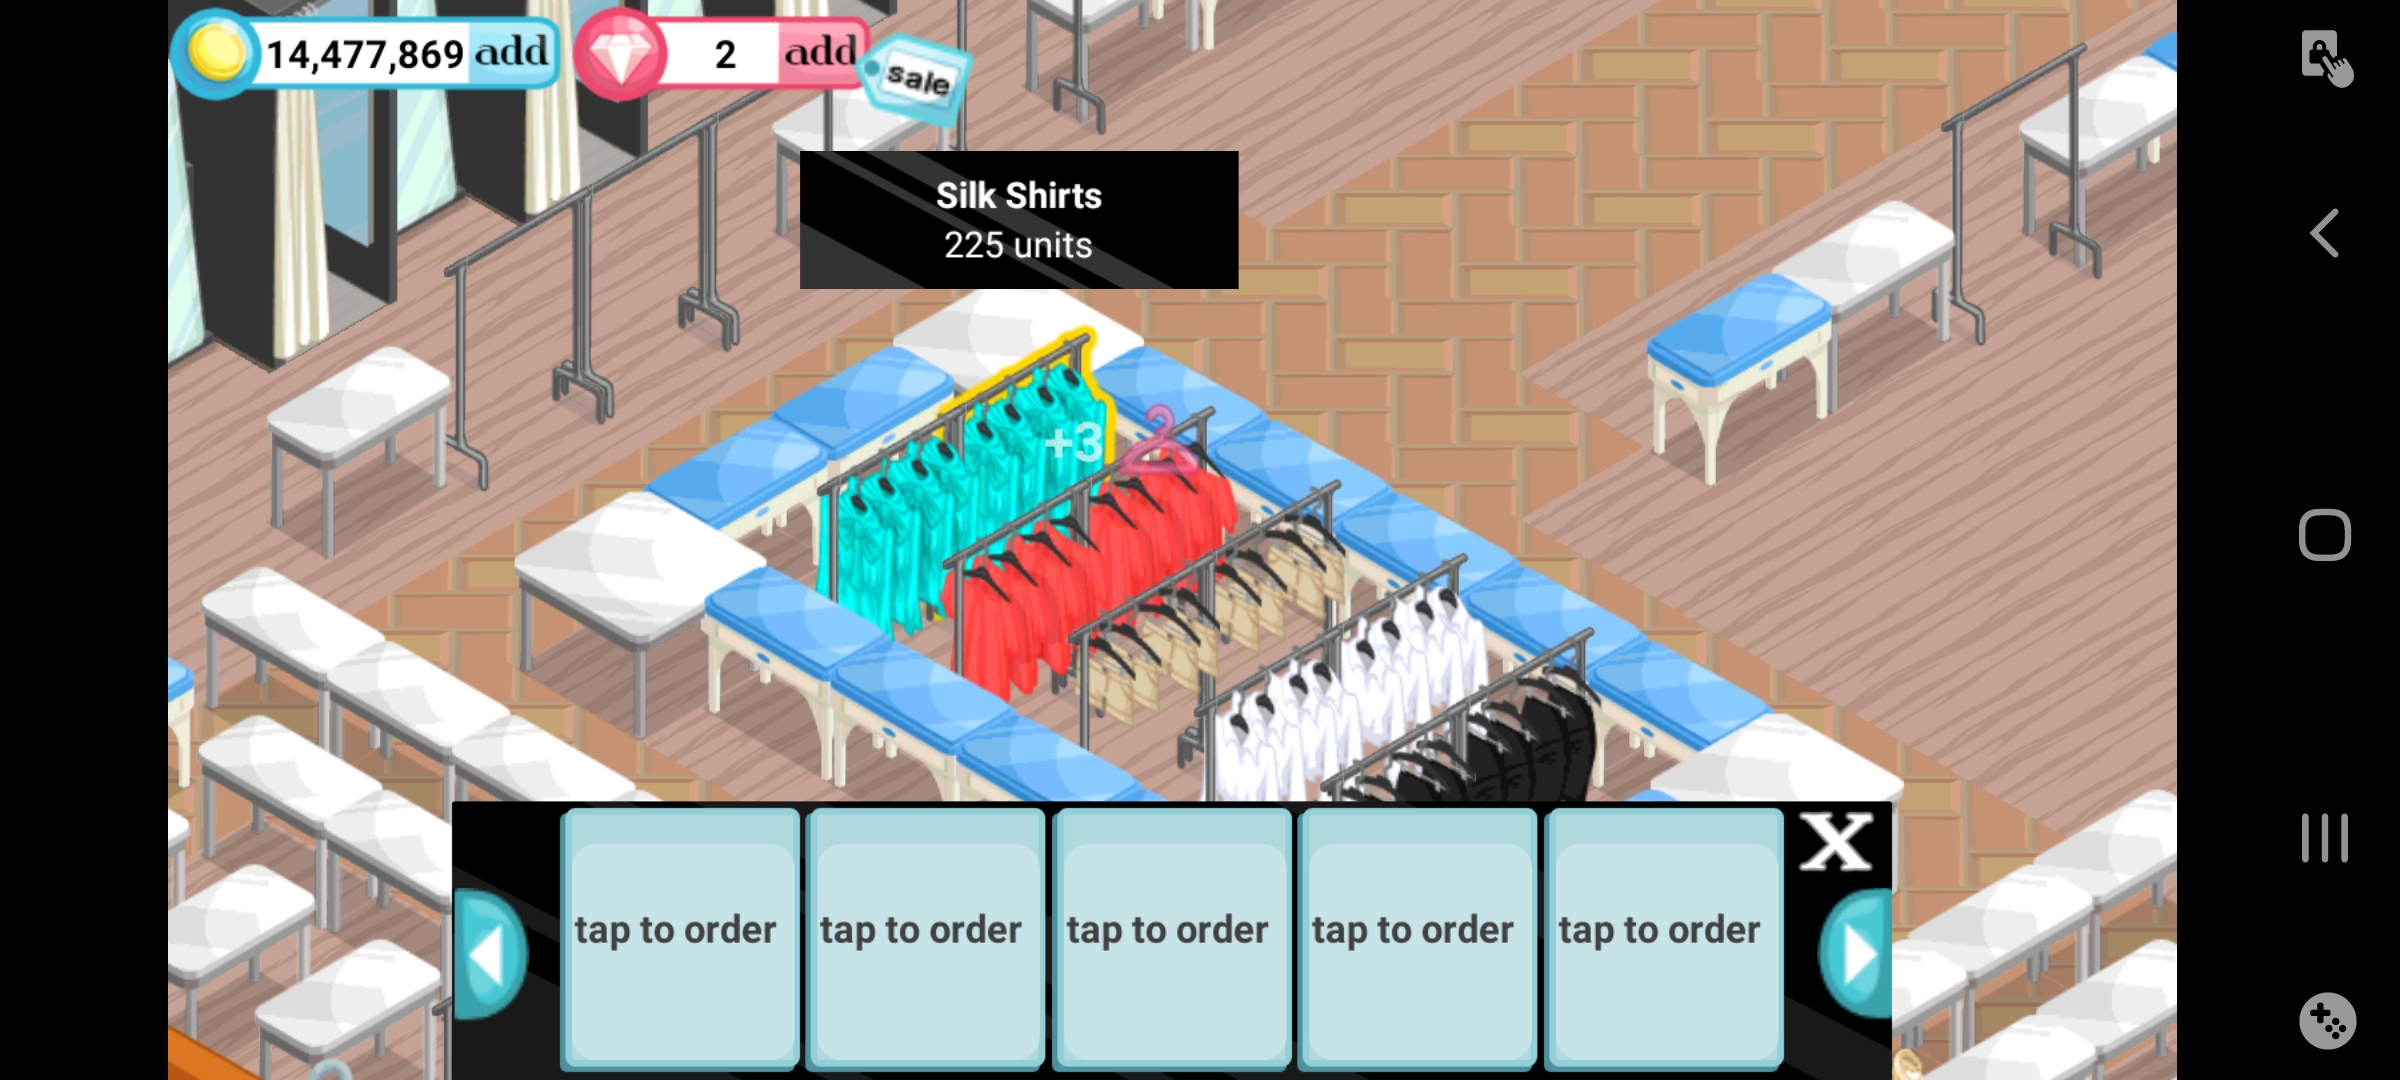 14,477,869 add
2 add
sale
Silk Shirts
225 units
+3
tap to order
tap to order
tap to order
tap to order
tap to order
X